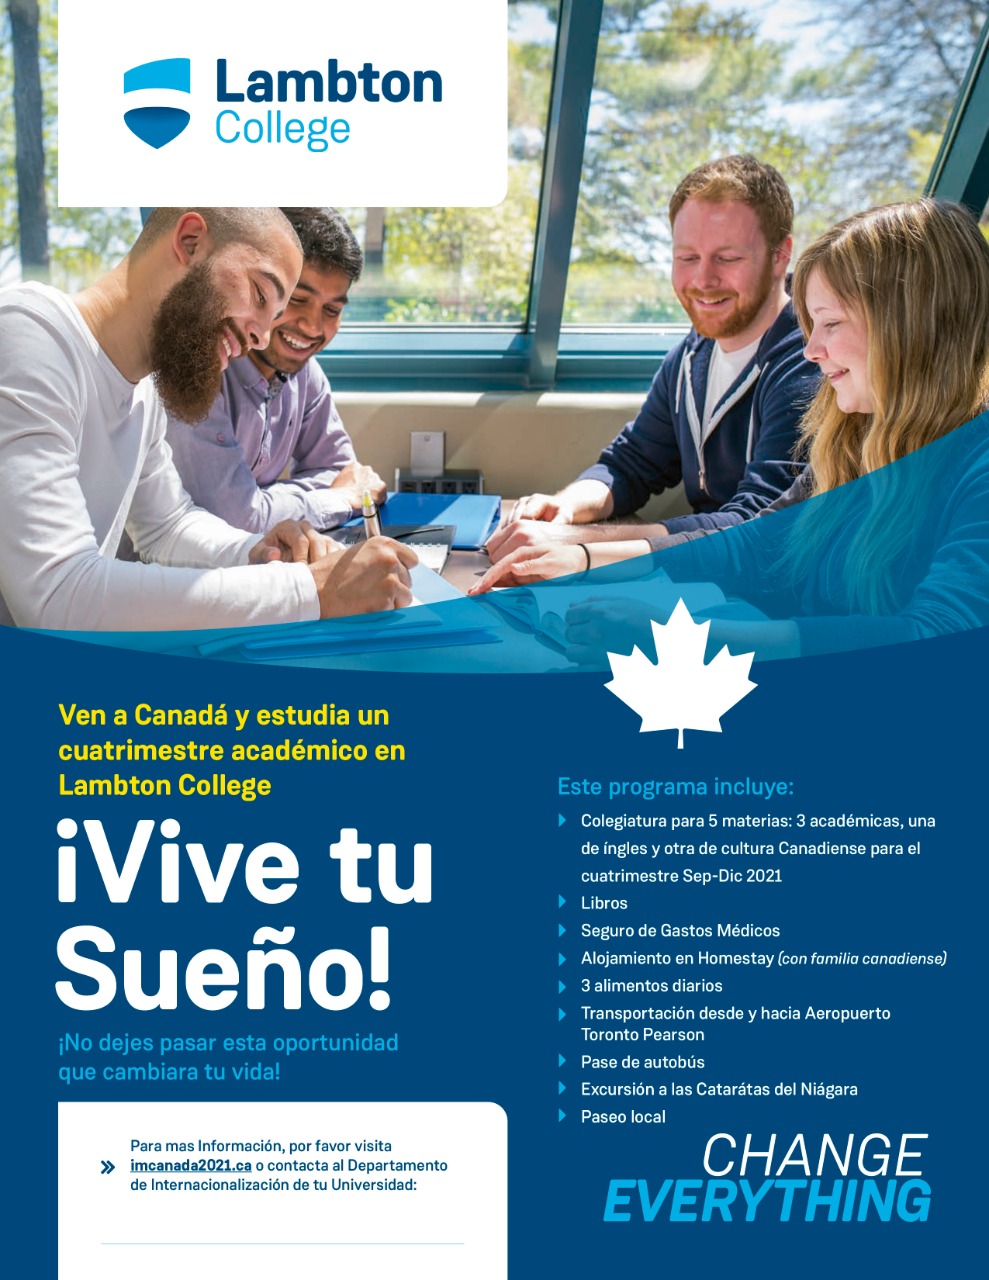 Lambton
College
Ven a Canadá y estudia un
cuatrimestre académico en
Lambton College
¡Vive tu
Sueño!
¡No dejes pasar esta oportunidad
que cambiara tu vida!
Para mas Información, por favor visita
imcanada2021.ca o contacta al Departamento
de Internacionalización de tu Universidad:
Este programa incluye:
Colegiatura para 5 materias: 3 académicas, una
de íngles y otra de cultura Canadiense para el
cuatrimestre Sep-Dic 2021
Libros
Seguro de Gastos Médicos
Alojamiento en Homestay (con familia canadiense)
3 alimentos diarios
Transportación desde y hacia Aeropuerto
Toronto Pearson
Pase de autobús
Excursión a las Catarátas del Niágara
Paseo local
CHANGE
EVERYTHING